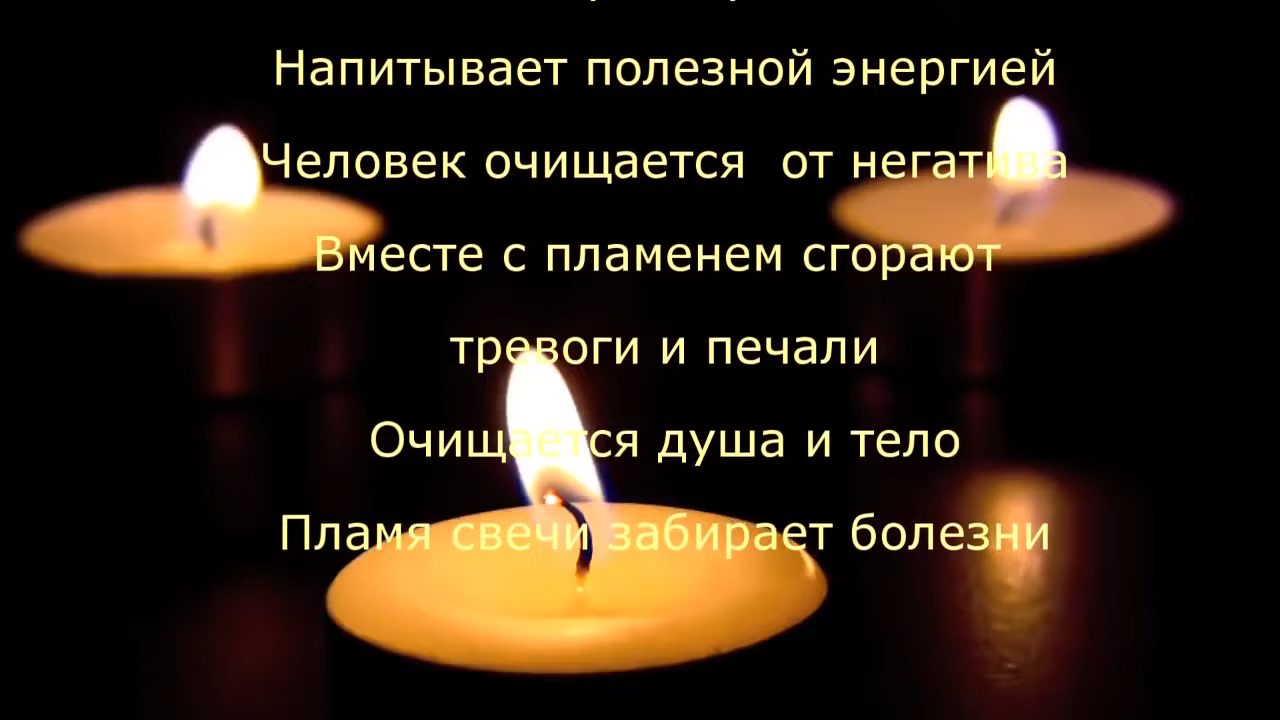 Напитывает полезной энергией
Человек очищается от негатива
Вместе с пламенем сгорают
тревоги и печали
Очищается душа и тело
Пламя свечи забирает болезни